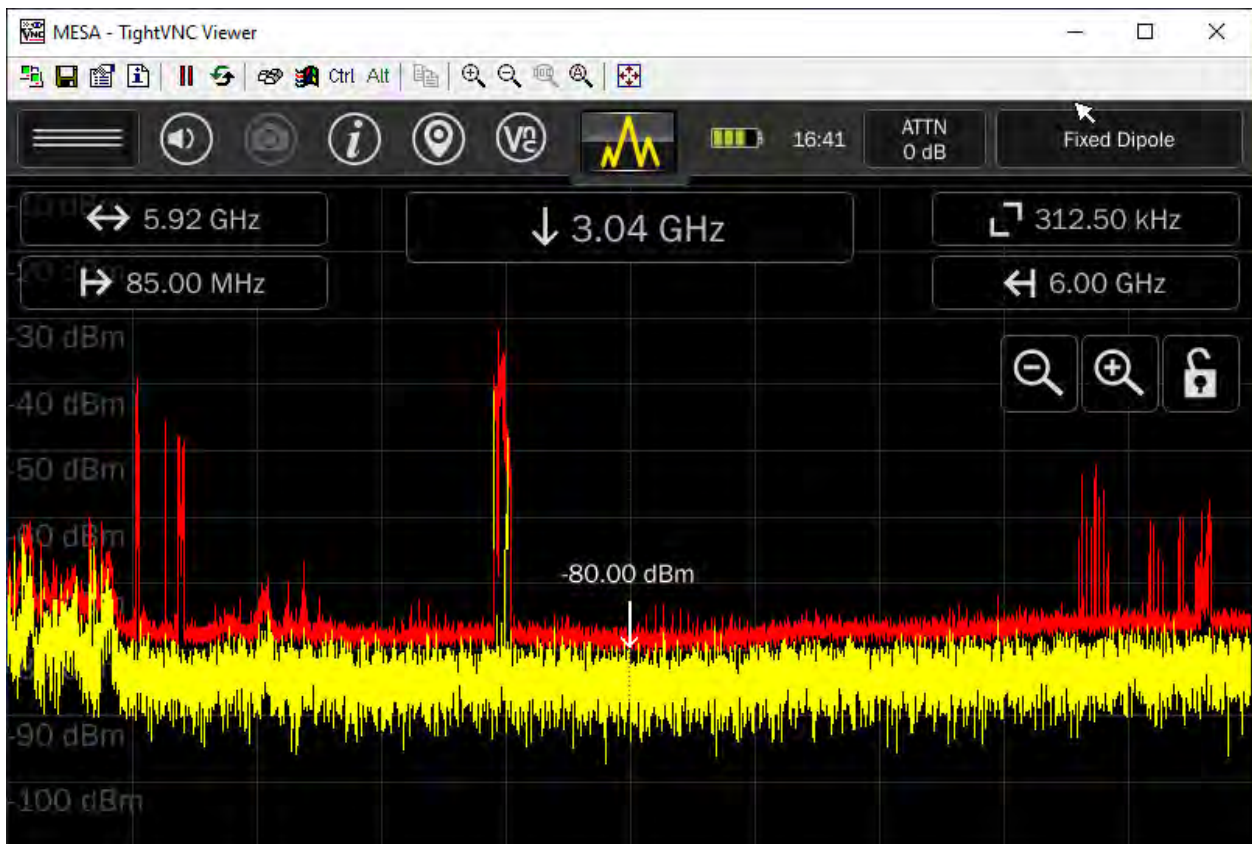 MESA - TightVNC Viewer
Ctrl Alt
i VNC 16:41 ATTN Fixed Dipole
0 dB
5.92 GHz 3.04 GHz 312.50 kHz
85.00 MHz 6.00 GHz
-30 dBm
-40 dBm
-50 dBm
-80.00 dBm
-90 dBm
-100 dBm